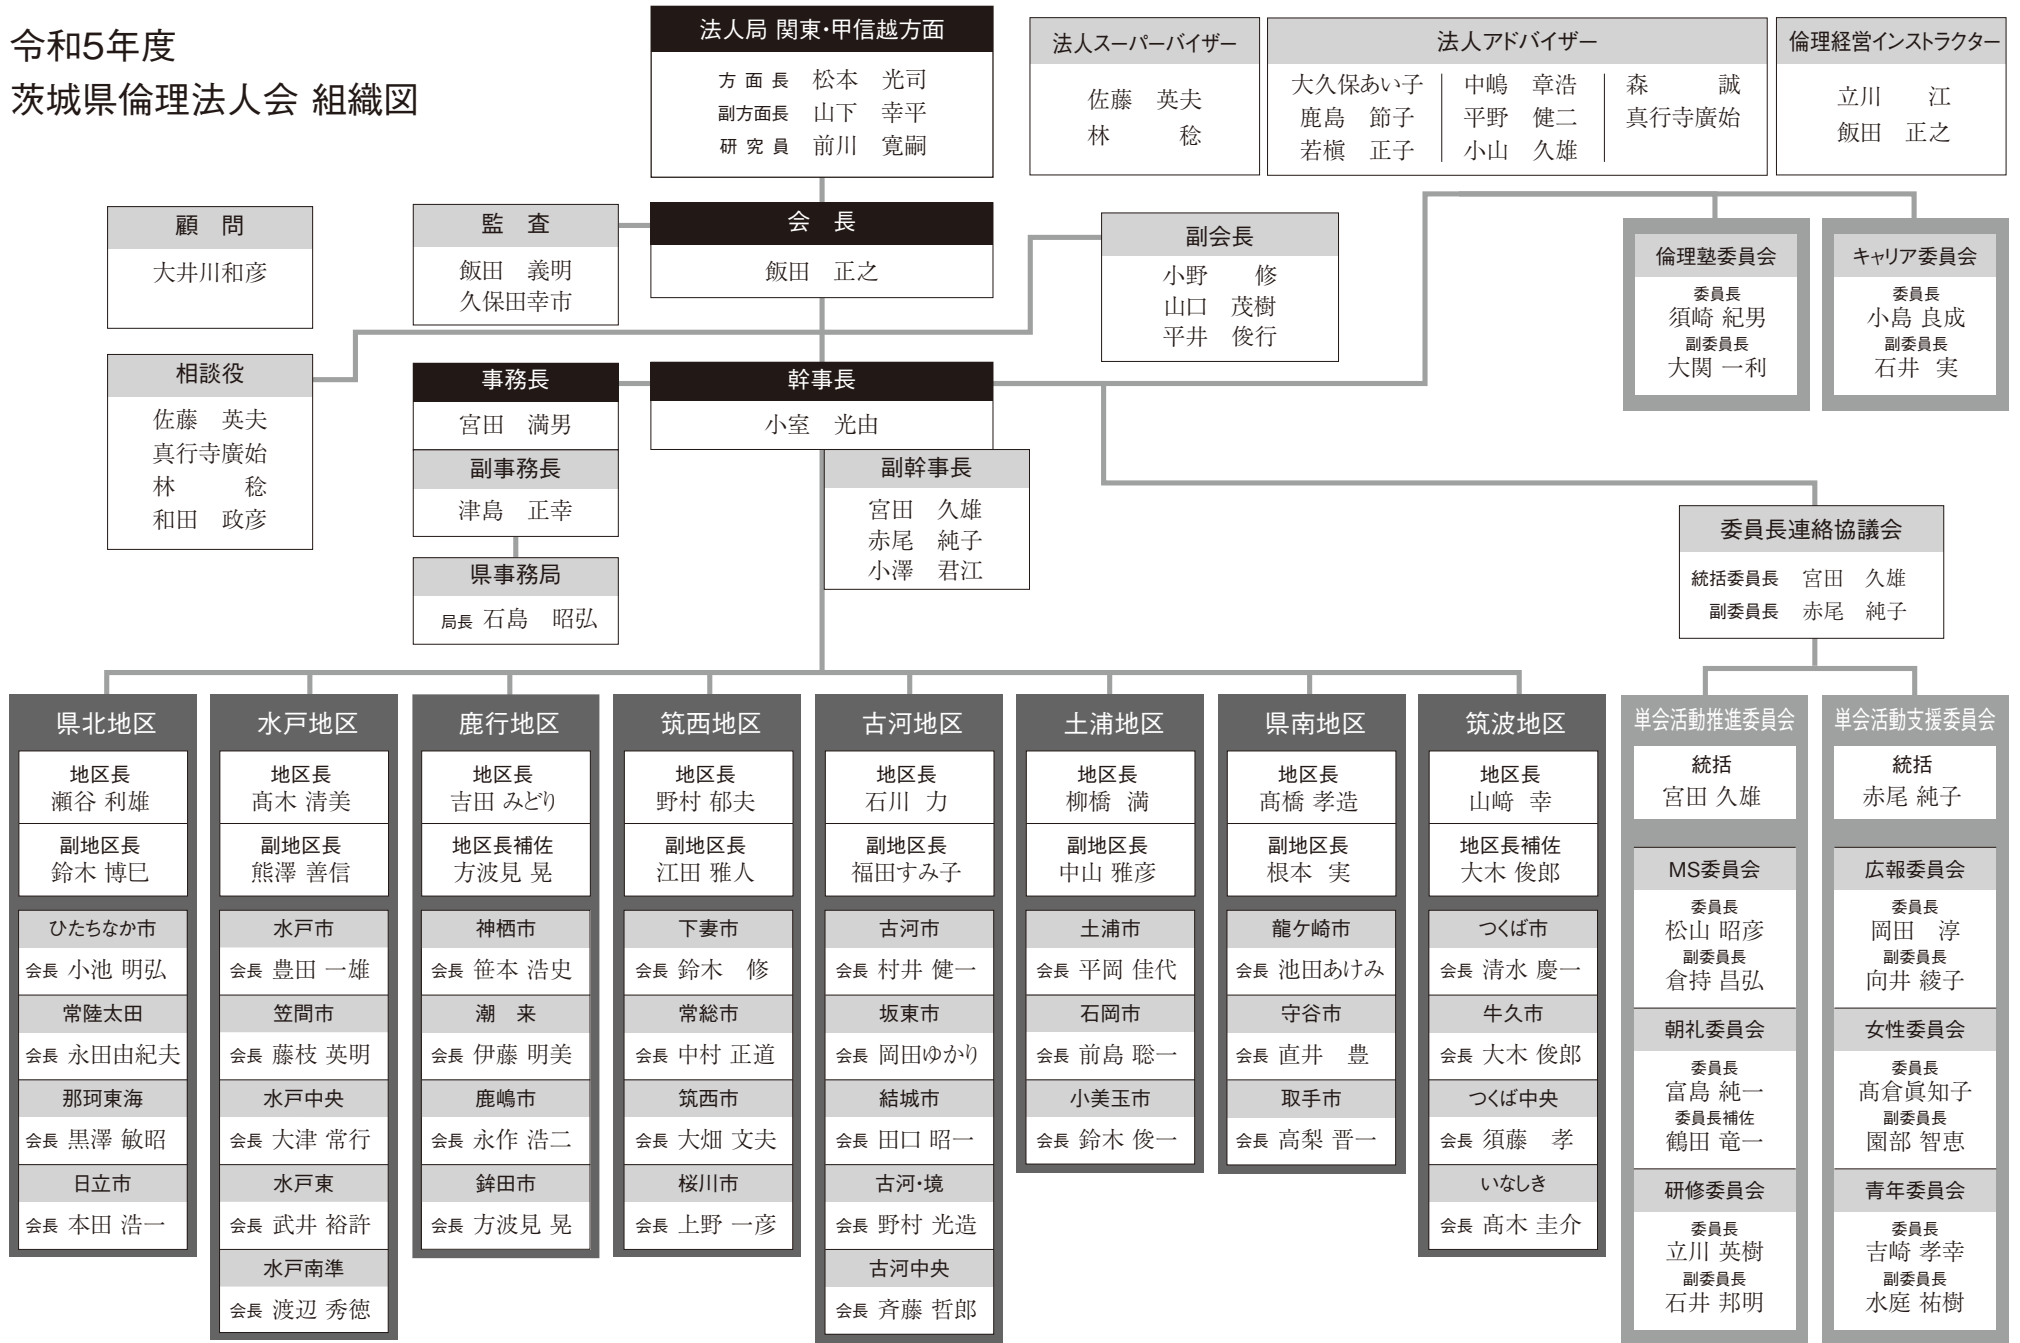 令和5年度
茨城県倫理法人会 組織図
法人局 関東・甲信越方面
方 面 長 松本　光司
副方面長 山下　幸平
研 究 員 前川　寛嗣
法人スーパーバイザー
佐藤　英夫
林　　　稔
法人アドバイザー
大久保あい子
鹿島　節子
若槇　正子
中嶋　章浩
平野　健二
小山　久雄
森　　　誠
真行寺廣始
倫理経営インストラクター
立川　　江
飯田　正之
顧　問
大井川和彦
監　査
飯田　義明
久保田幸市
会　長
飯田　正之
副会長
小野　　修
山口　茂樹
平井　俊行
倫理塾委員会
委員長
須崎 紀男
副委員長
大関 一利
キャリア委員会
委員長
小島 良成
副委員長
石井 実
相談役
佐藤　英夫
真行寺廣始
林　　　稔
和田　政彦
事務長
宮田　満男
副事務長
津島　正幸
県事務局
局長 石島　昭弘
幹事長
小室　光由
副幹事長
宮田　久雄
赤尾　純子
小澤　君江
委員長連絡協議会
統括委員長 宮田　久雄
副委員長 赤尾　純子
県北地区
地区長
瀬谷 利雄
副地区長
鈴木 博巳
ひたちなか市
会長 小池 明弘
常陸太田
会長 永田由紀夫
那珂東海
会長 黒澤 敏昭
日立市
会長 本田 浩一
水戸地区
地区長
髙木 清美
副地区長
熊澤 善信
水戸市
会長 豊田 一雄
笠間市
会長 藤枝 英明
水戸中央
会長 大津 常行
水戸東
会長 武井 裕許
水戸南準
会長 渡辺 秀徳
鹿行地区
地区長
吉田 みどり
地区長補佐
方波見 晃
神栖市
会長 笹本 浩史
潮　来
会長 伊藤 明美
鹿嶋市
会長 永作 浩二
鉾田市
会長 方波見 晃
筑西地区
地区長
野村 郁夫
副地区長
江田 雅人
下妻市
会長 鈴木　修
常総市
会長 中村 正道
筑西市
会長 大畑 文夫
桜川市
会長 上野 一彦
古河地区
地区長
石川 力
副地区長
福田すみ子
古河市
会長 村井 健一
坂東市
会長 岡田ゆかり
結城市
会長 田口 昭一
古河・境
会長 野村 光造
古河中央
会長 斉藤 哲郎
土浦地区
地区長
柳橋 満
副地区長
中山 雅彦
土浦市
会長 平岡 佳代
石岡市
会長 前島 聡一
小美玉市
会長 鈴木 俊一
県南地区
地区長
髙橋 孝造
副地区長
根本 実
龍ケ崎市
会長 池田あけみ
守谷市
会長 直井　豊
取手市
会長 高梨 晋一
筑波地区
地区長
山﨑 幸
地区長補佐
大木 俊郎
つくば市
会長 清水 慶一
牛久市
会長 大木 俊郎
つくば中央
会長 須藤　孝
いなしき
会長 髙木 圭介
単会活動推進委員会
統括
宮田 久雄
MS委員会
委員長
松山 昭彦
副委員長
倉持 昌弘
朝礼委員会
委員長
富島 純一
委員長補佐
鶴田 竜一
研修委員会
委員長
立川 英樹
副委員長
石井 邦明
単会活動支援委員会
統括
赤尾 純子
広報委員会
委員長
岡田　淳
副委員長
向井 綾子
女性委員会
委員長
髙倉眞知子
副委員長
園部 智恵
青年委員会
委員長
吉崎 孝幸
副委員長
水庭 祐樹